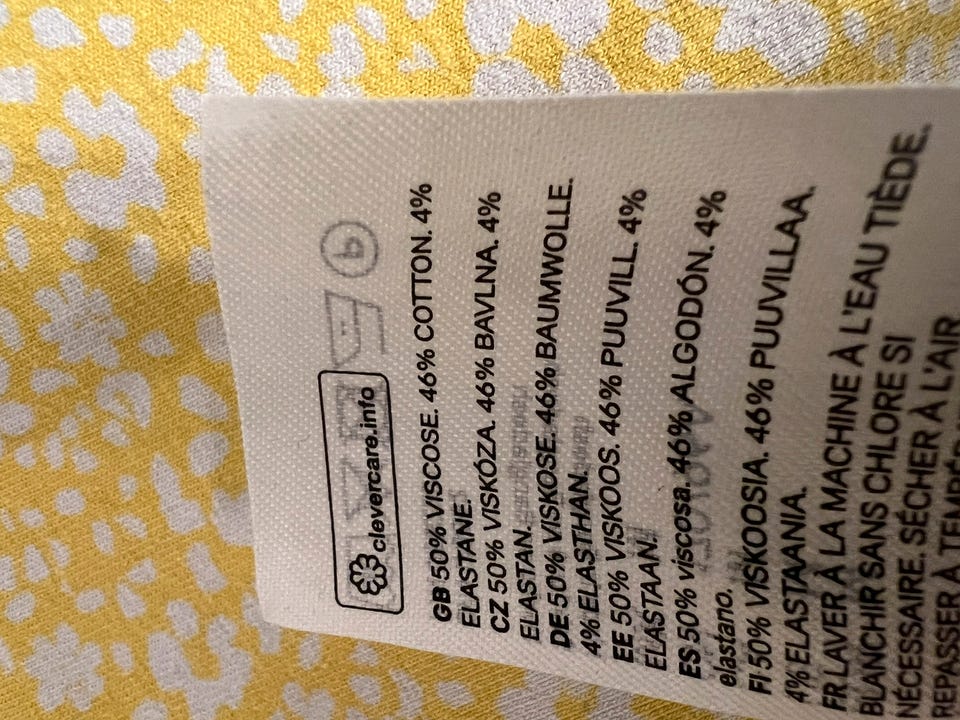 clevercare.info
GB 50% VISCOSE. 46% COTTON. 4%
ELASTANE.
CZ 50% VISKÓZA. 46% BAVLNA. 4%
ELASTAN.
DE 50% VISKOSE. 46% BAUMWOLLE.
4% ELASTHAN.
EE 50% VISKOOS. 46% PUUVILL. 4%
ELASTAAN.
ES 50% viscosa. 46% ALGODÓN. 4%
elastano.
FI 50% VISKOOSIA. 46% PUUVILLAA.
4% ELASTAANIA.
FR LAVER À LA MACHINE À L'EAU TIÈDE.
BLANCHIR SANS CHLORE SI
NÉCESSAIRE. SÉCHER À L'AIR
REPASSER À